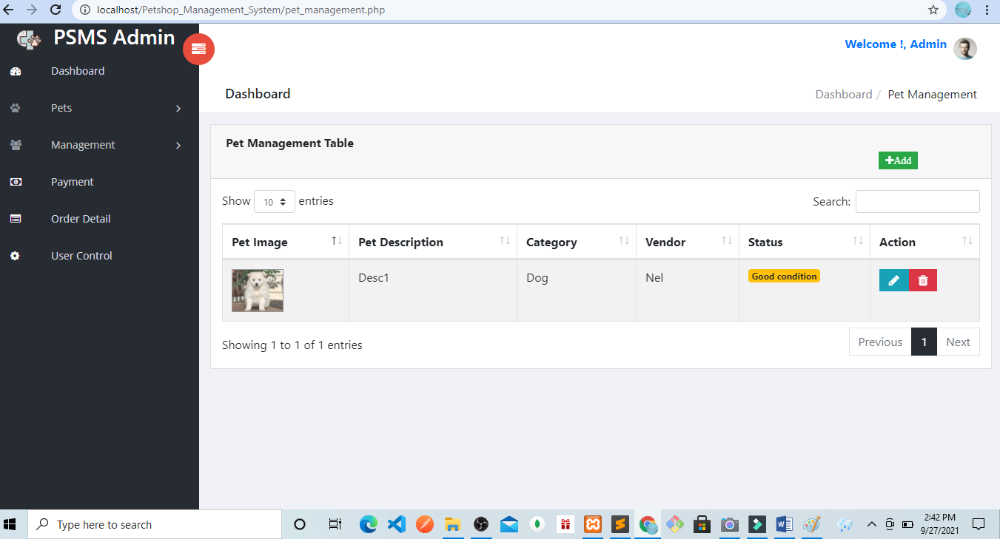 localhost/Petshop_Management_System/pet_management.php
PSMS Admin
Welcome !, Admin
Dashboard
Pets
Management
Payment
Order Detail
User Control
Dashboard
Dashboard / Pet Management
Pet Management Table
Add
Show 10 entries
Search:
Pet Image Pet Description Category Vendor Status Action
Desc1 Dog Nel Good condition
Showing 1 to 1 of 1 entries
Previous 1 Next
Type here to search
2:42 PM
9/27/2021